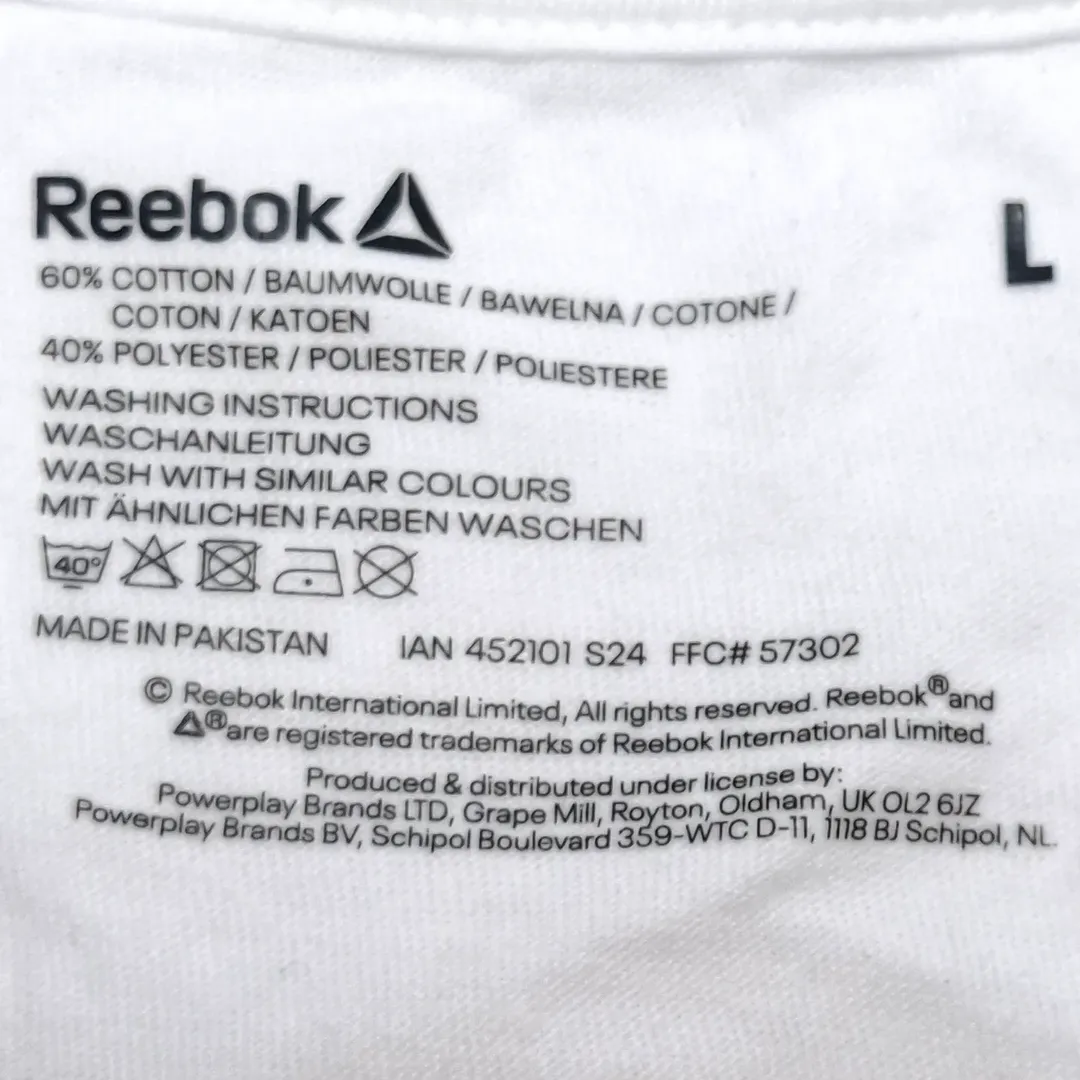 Reebok
L
60% COTTON / BAUMWOLLE / BAWELNA / COTONE /
COTON / KATOEN
40% POLYESTER / POLIESTER / POLIESTERE
WASHING INSTRUCTIONS
WASCHANLEITUNG
WASH WITH SIMILAR COLOURS
MIT ÄHNLICHEN FARBEN WASCHEN
40°
MADE IN PAKISTAN IAN 452101 S24 FFC# 57302
© Reebok International Limited, All rights reserved. Reebok® and
® are registered trademarks of Reebok International Limited.
Produced & distributed under license by:
Powerplay Brands LTD, Grape Mill, Royton, Oldham, UK OL2 6JZ
Powerplay Brands BV, Schipol Boulevard 359-WTC D-11, 1118 BJ Schipol, NL.